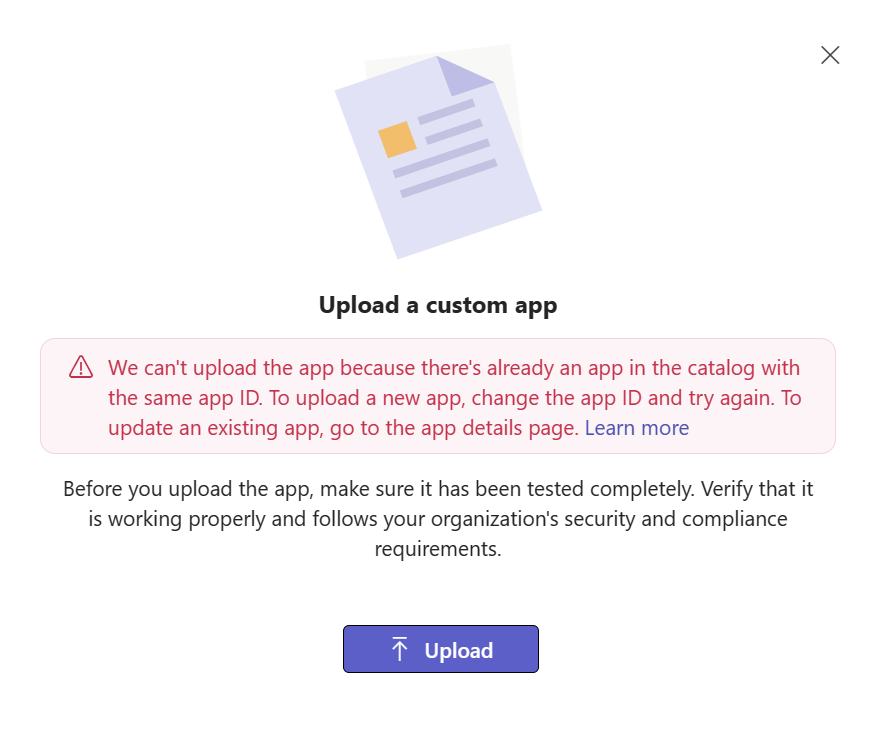 Upload a custom app
We can't upload the app because there's already an app in the catalog with
the same app ID. To upload a new app, change the app ID and try again. To
update an existing app, go to the app details page. Learn more
Before you upload the app, make sure it has been tested completely. Verify that it
is working properly and follows your organization's security and compliance
requirements.
Upload